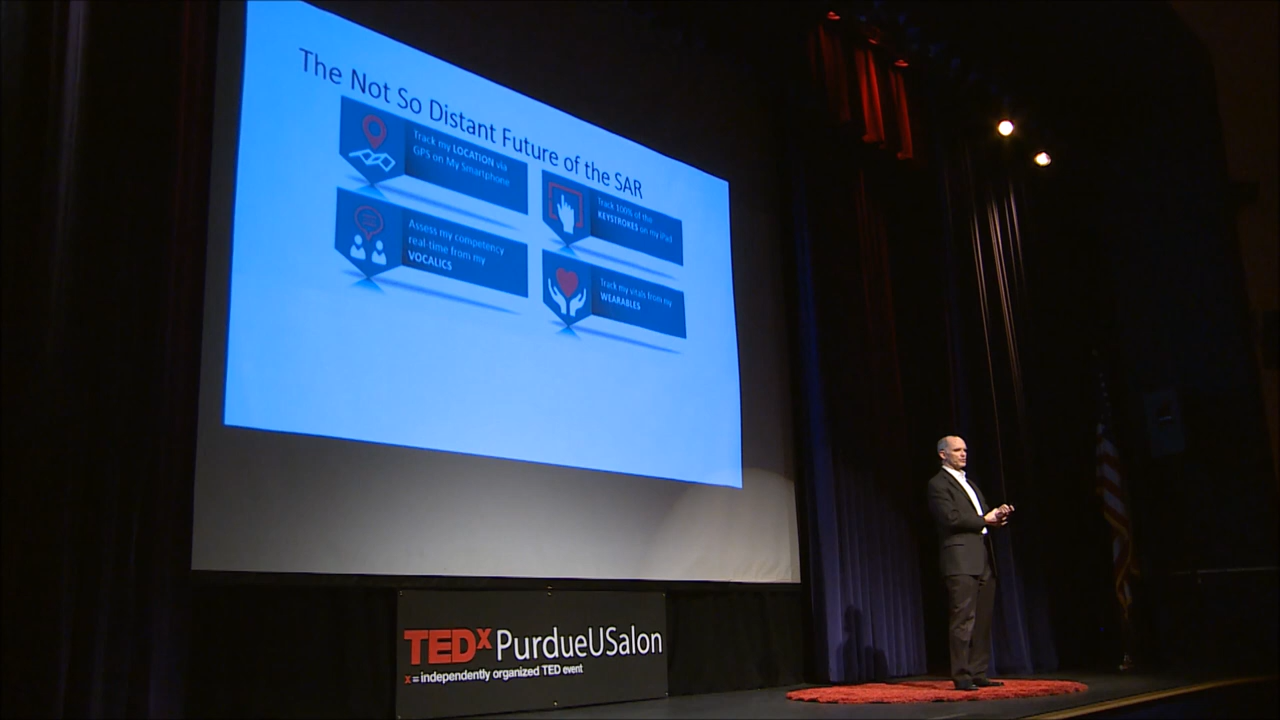 The Not So Distant Future of the SAR
Track my LOCATION via
GPS on My Smartphone
Track 100% of the
KEYSTROKES on my iPad
Assess my competency
real-time from my
VOCALICS
Track my vitals from my
WEARABLES
TEDx PurdueUSalon
x = independently organized TED event